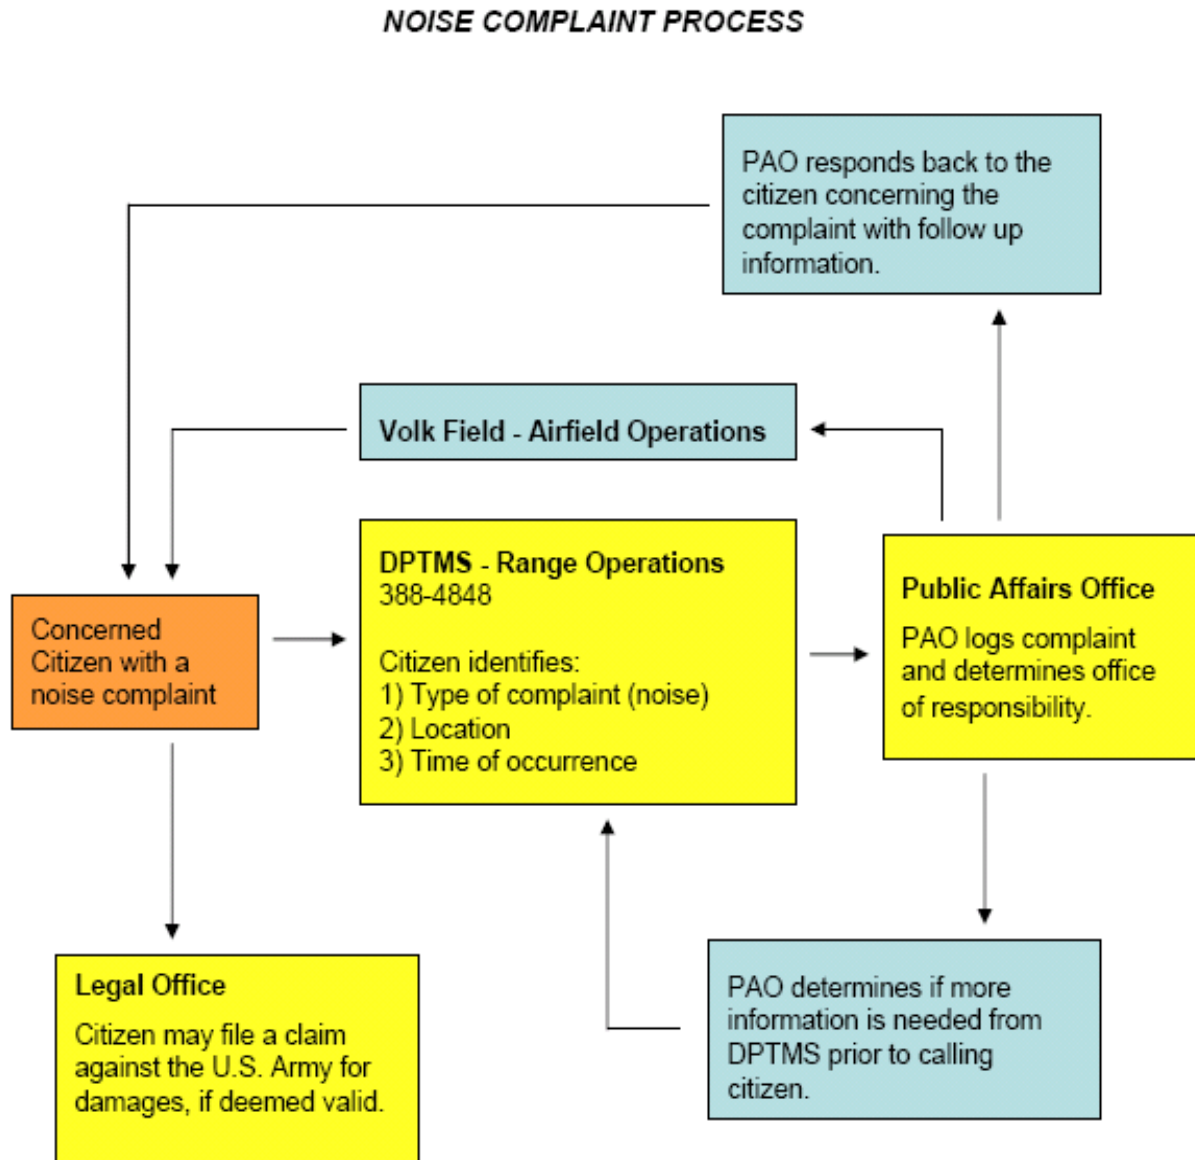 NOISE COMPLAINT PROCESS
PAO responds back to the
citizen concerning the
complaint with follow up
information.
Volk Field - Airfield Operations
DPTMS - Range Operations
388-4848
Citizen identifies:
1) Type of complaint (noise)
2) Location
3) Time of occurrence
Public Affairs Office
PAO logs complaint
and determines office
of responsibility.
Concerned
Citizen with a
noise complaint
Legal Office
Citizen may file a claim
against the U.S. Army for
damages, if deemed valid.
PAO determines if more
information is needed from
DPTMS prior to calling
citizen.